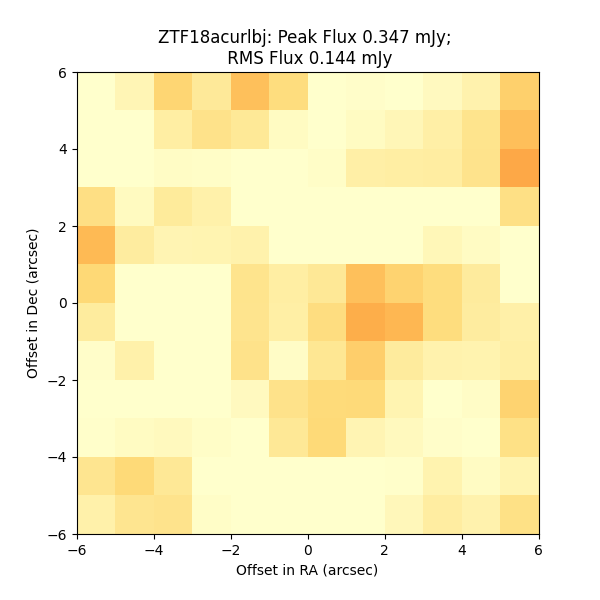 ZTF18acurlbj: Peak Flux 0.347 mJy;
RMS Flux 0.144 mJy
6
4
2
0
−2
−4
−6
Offset in Dec (arcsec)
−6 −4 −2 0 2 4 6
Offset in RA (arcsec)